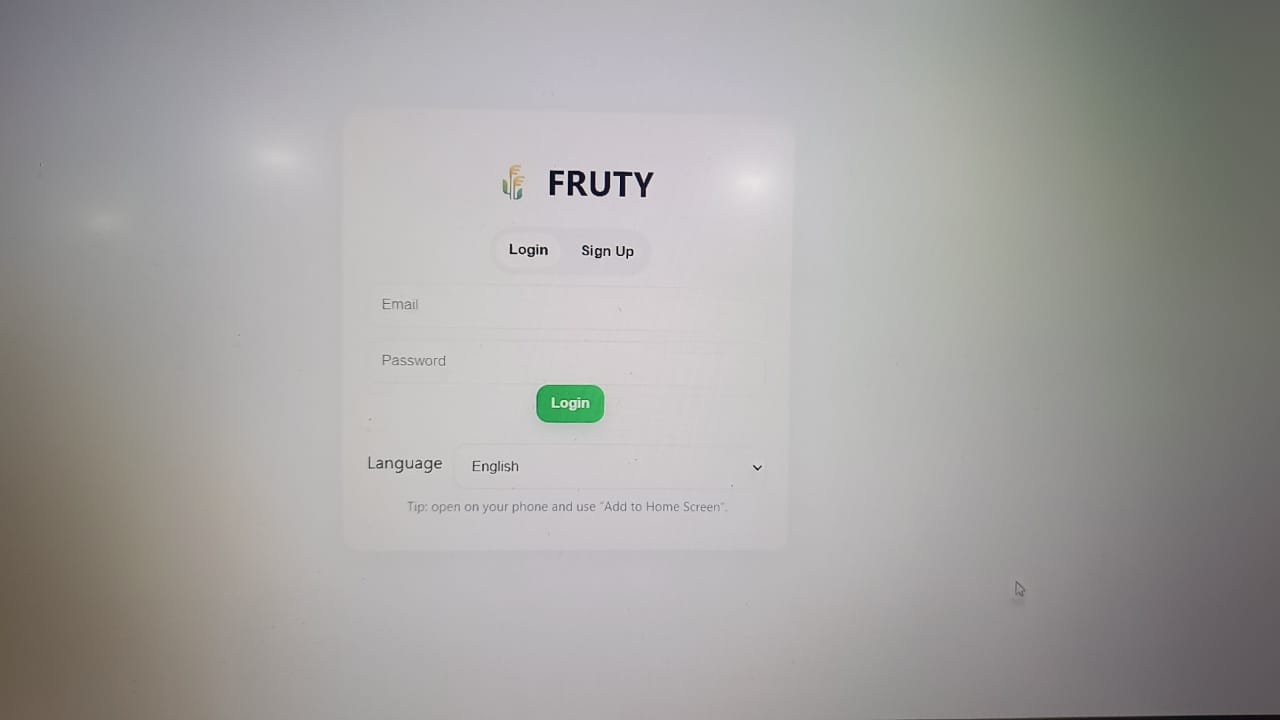 FRUTY
Login Sign Up
Email
Password
Login
Language English
Tip: open on your phone and use "Add to Home Screen".